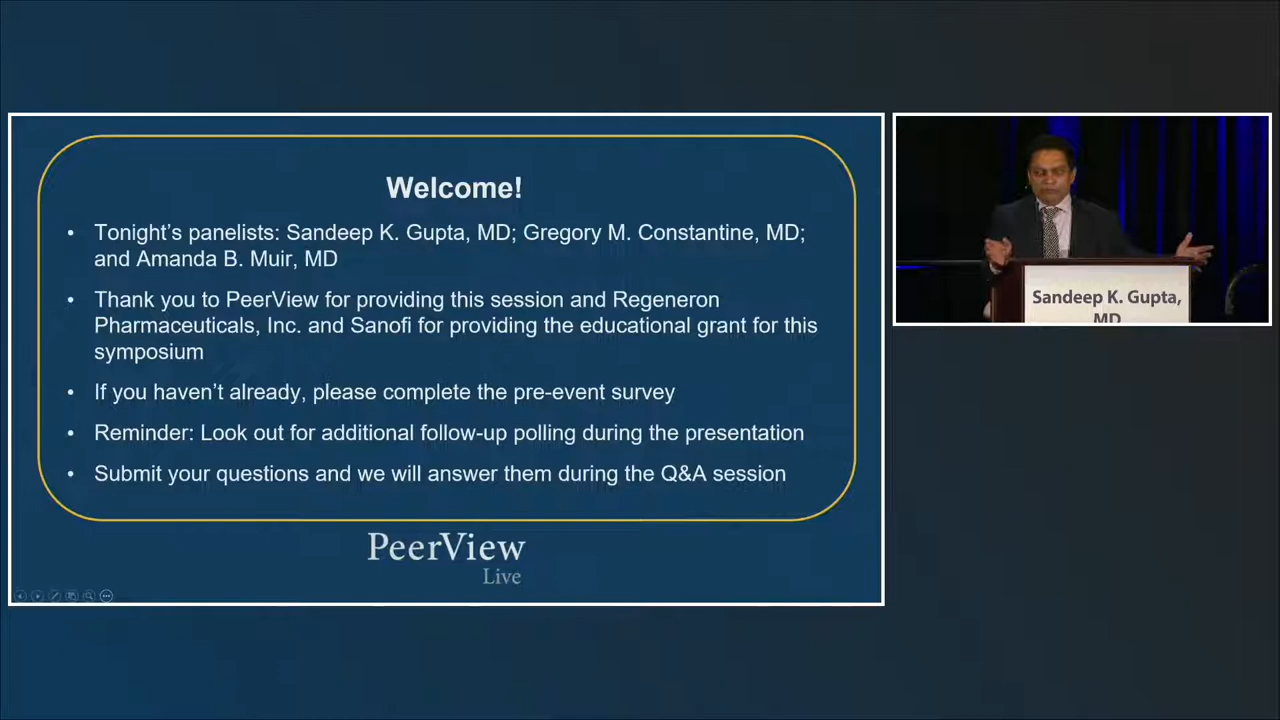 Welcome!
• Tonight’s panelists: Sandeep K. Gupta, MD; Gregory M. Constantine, MD;
and Amanda B. Muir, MD
• Thank you to PeerView for providing this session and Regeneron
Pharmaceuticals, Inc. and Sanofi for providing the educational grant for this
symposium
• If you haven’t already, please complete the pre-event survey
• Reminder: Look out for additional follow-up polling during the presentation
• Submit your questions and we will answer them during the Q&A session
PeerView
Live
Sandeep K. Gupta,
MD